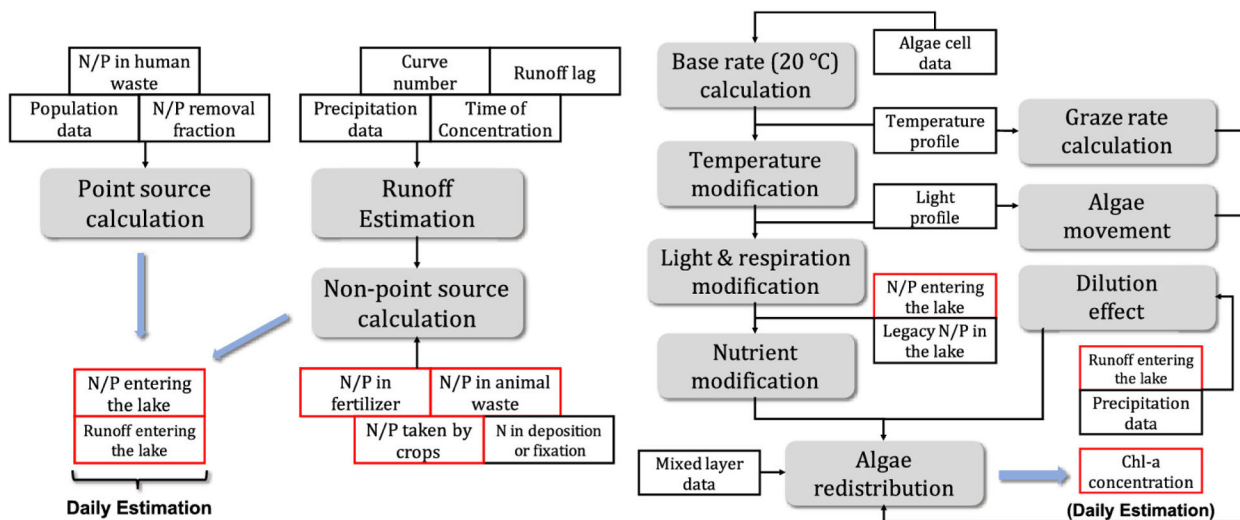 N/P in human
waste
Population
data
N/P removal
fraction
Point source
calculation
N/P entering
the lake
Runoff entering
the lake
Daily Estimation
Curve
number
Runoff lag
Precipitation
data
Time of
Concentration
Runoff
Estimation
Non-point source
calculation
N/P in
fertilizer
N/P in animal
waste
N/P taken by
crops
N in deposition
or fixation
Algae cell
data
Base rate (20 °C)
calculation
Temperature
profile
Graze rate
calculation
Temperature
modification
Light
profile
Algae
movement
Light & respiration
modification
N/P entering
the lake
Legacy N/P in
the lake
Dilution
effect
Nutrient
modification
Runoff entering
the lake
Precipitation
data
Mixed layer
data
Algae
redistribution
Chl-a
concentration
(Daily Estimation)